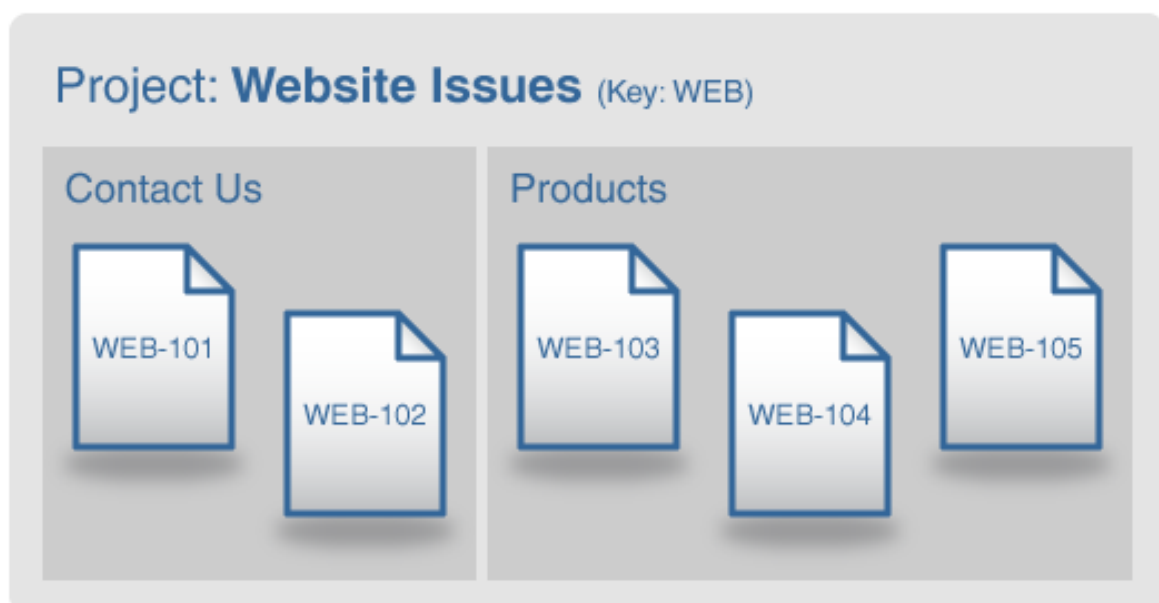 Project: Website Issues (Key: WEB)
Contact Us
WEB-101
WEB-102
Products
WEB-103
WEB-104
WEB-105